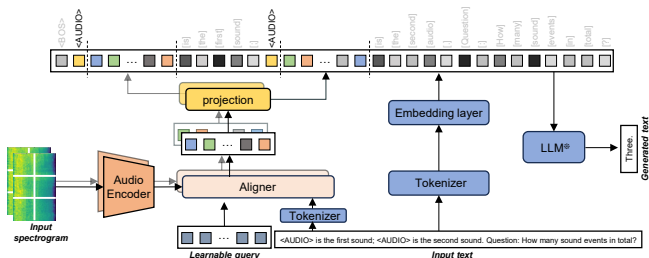 <BOS>
<AUDIO>
[is]
[the]
[first]
[sound]
[;]
<AUDIO>
[is]
[the]
[second]
[audio]
[.]
[Question]
[:]
[How]
[many]
[sound]
[events]
[in]
[total]
[?]
projection
Embedding layer
LLM
Three.
Generated text
Audio
Encoder
Aligner
Tokenizer
Tokenizer
Input
spectrogram
Learnable query
<AUDIO> is the first sound; <AUDIO> is the second sound. Question: How many sound events in total?
Input text